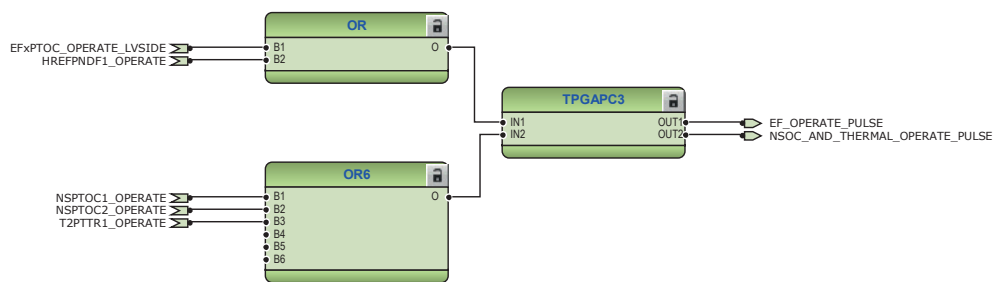 OR
EFxPTOC_OPERATE_LVSIDE B1 O
HREFPNDF1_OPERATE B2
TPGAPC3
IN1 OUT1 EF_OPERATE_PULSE
IN2 OUT2 NSOC_AND_THERMAL_OPERATE_PULSE
OR6
NSPTOC1_OPERATE B1 O
NSPTOC2_OPERATE B2
T2PTTR1_OPERATE B3
B4
B5
B6